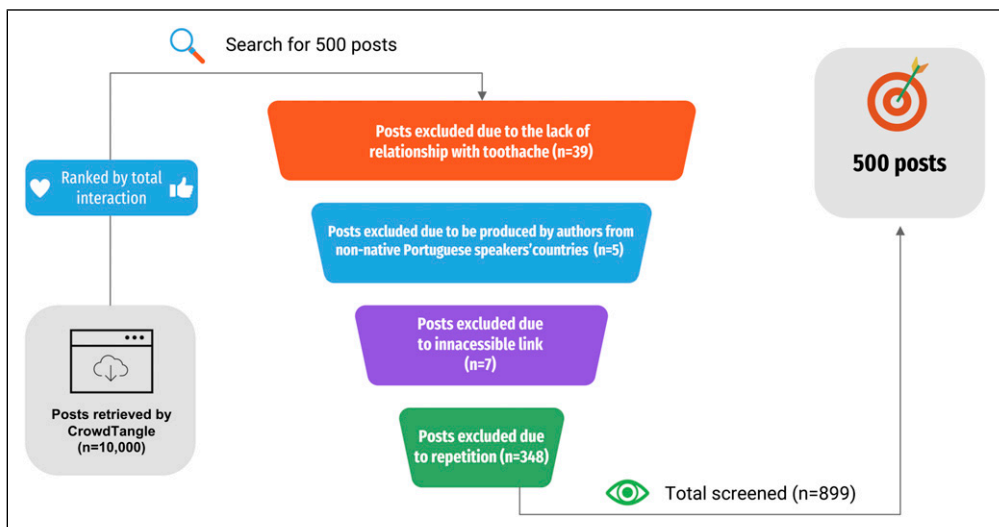 Search for 500 posts
Posts excluded due to the lack of
relationship with toothache (n=39)
Ranked by total
interaction
500 posts
Posts excluded due to be produced by authors from
non-native Portuguese speakers'countries (n=5)
Posts excluded due
to innacessible link
(n=7)
Posts retrieved by
CrowdTangle
(n=10,000)
Posts excluded due
to repetition (n=348)
Total screened (n=899)